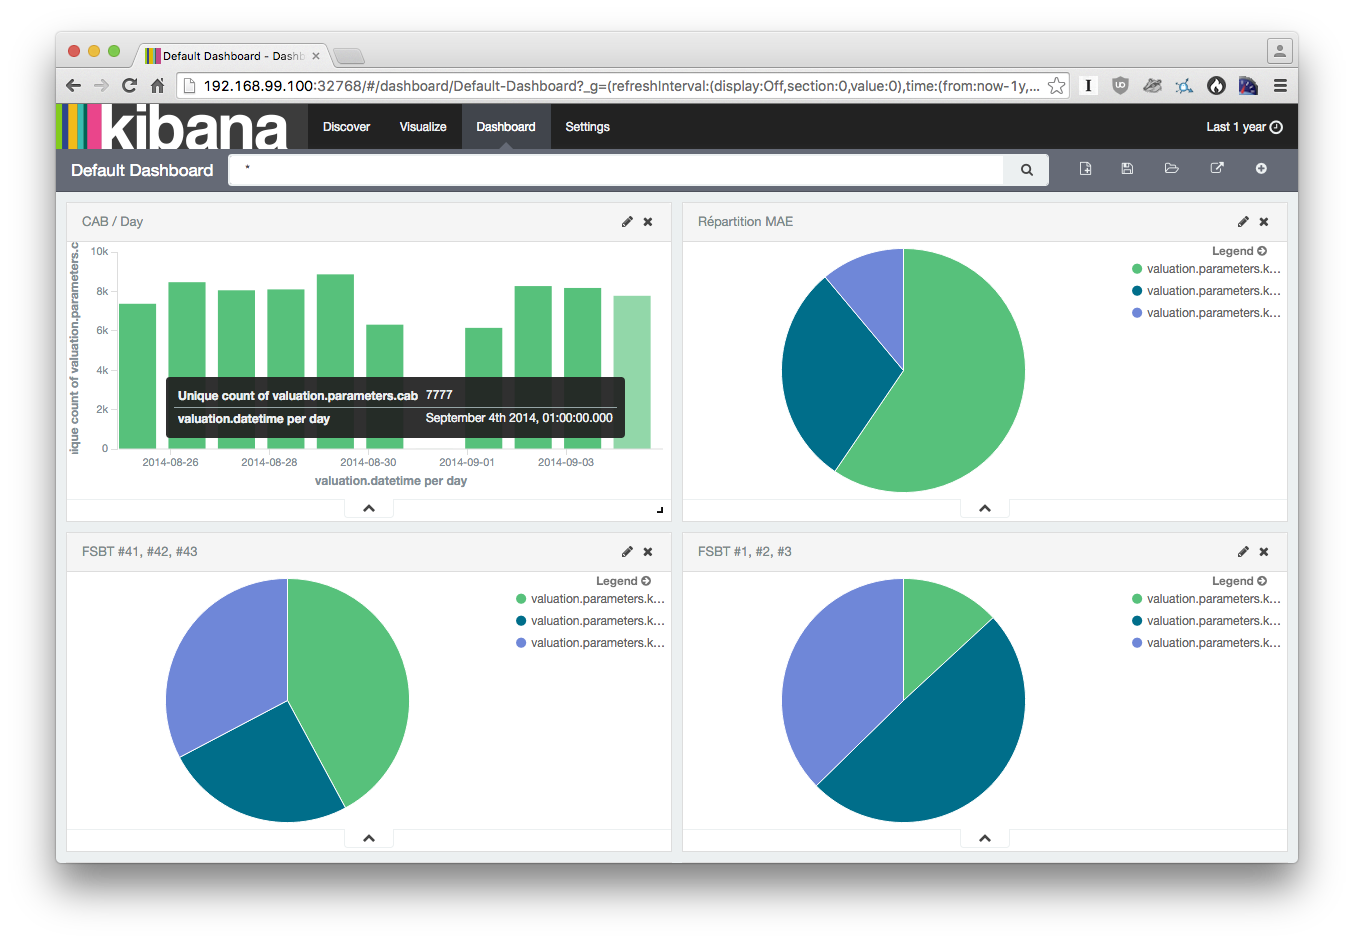 Default Dashboard - Dashb
192.168.99.100:32768/#/dashboard/Default-Dashboard?_g=(refreshInterval:(display:Off,section:0,value:0),time:(from:now-1y,...
kibana
Discover Visualize Dashboard Settings Last 1 year
Default Dashboard *
CAB / Day
ique count of valuation.parameters.c
10k
8k
6k
4k
2k
0
Unique count of valuation.parameters.cab 7777
valuation.datetime per day September 4th 2014, 01:00:00.000
2014-08-26 2014-08-28 2014-08-30 2014-09-01 2014-09-03
valuation.datetime per day
Répartition MAE
Legend
valuation.parameters.k...
valuation.parameters.k...
valuation.parameters.k...
FSBT #41, #42, #43
Legend
valuation.parameters.k...
valuation.parameters.k...
valuation.parameters.k...
FSBT #1, #2, #3
Legend
valuation.parameters.k...
valuation.parameters.k...
valuation.parameters.k...